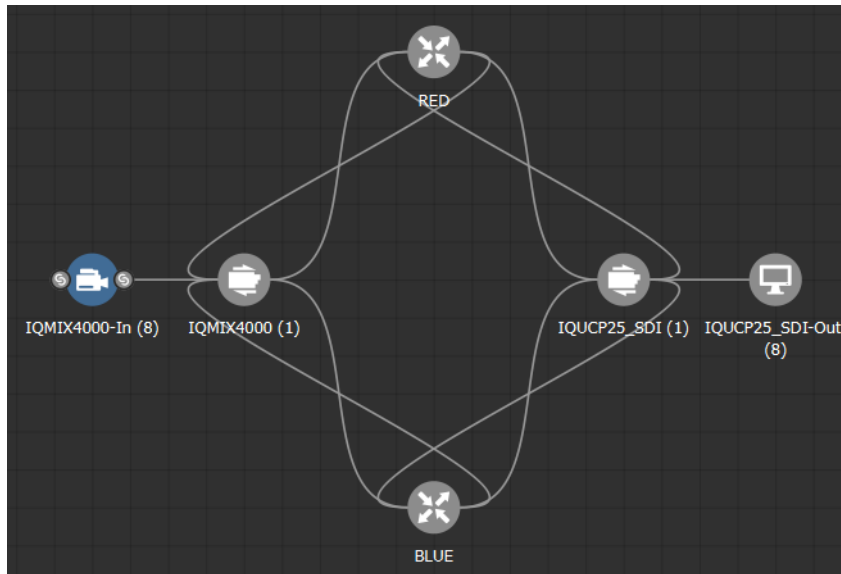 RED
IQMIX4000-In (8)
IQMIX4000 (1)
IQUCP25_SDI (1)
IQUCP25_SDI-Out
(8)
BLUE